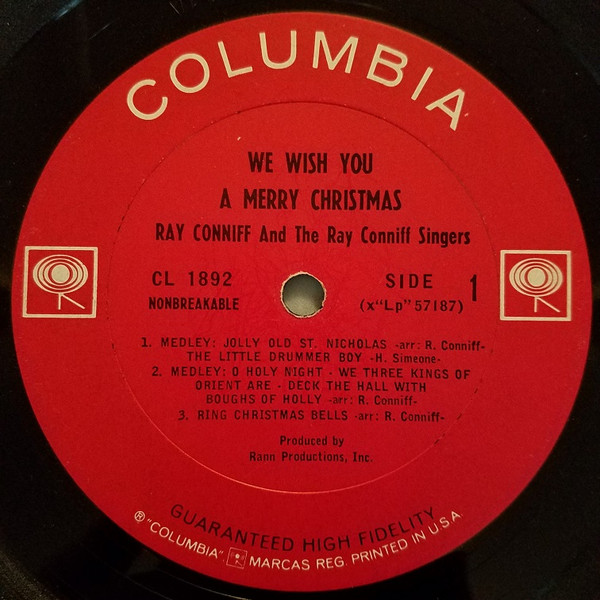 COLUMBIA
WE WISH YOU
A MERRY CHRISTMAS
RAY CONNIFF And The Ray Conniff Singers
CL 1892
NONBREAKABLE
SIDE 1
(x"Lp"57187)
1. MEDLEY: JOLLY OLD ST. NICHOLAS -arr: R. Conniff-
THE LITTLE DRUMMER BOY -H. Simeone-
2. MEDLEY: O HOLY NIGHT - WE THREE KINGS OF
ORIENT ARE - DECK THE HALL WITH
BOUGHS OF HOLLY -arr: R. Conniff-
3. RING CHRISTMAS BELLS -arr: R. Conniff-
Produced by
Rann Productions, Inc.
GUARANTEED HIGH FIDELITY
® "COLUMBIA", MARCAS REG. PRINTED IN U.S.A.